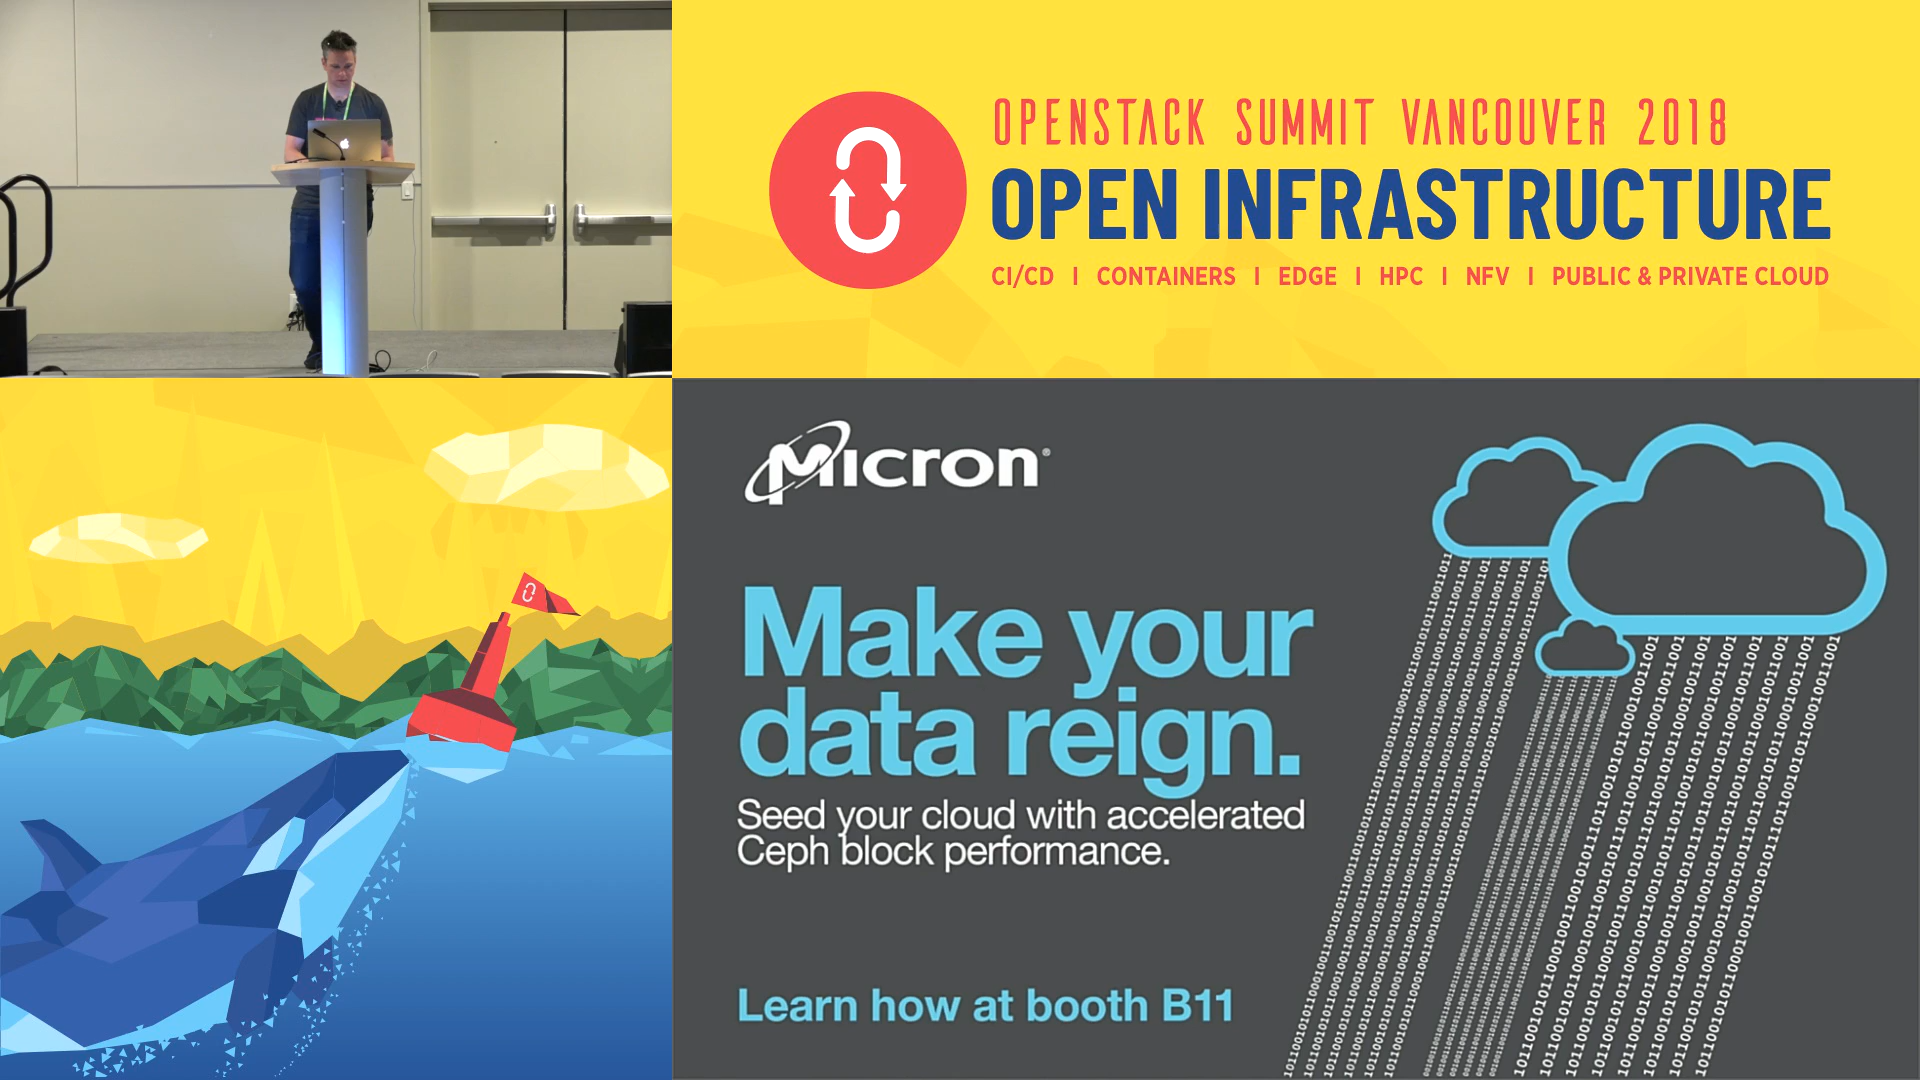 OPENSTACK SUMMIT VANCOUVER 2018
OPEN INFRASTRUCTURE
CI/CD | CONTAINERS | EDGE | HPC | NFV | PUBLIC & PRIVATE CLOUD
Micron®
Make your
data reign.
Seed your cloud with accelerated
Ceph block performance.
Learn how at booth B11